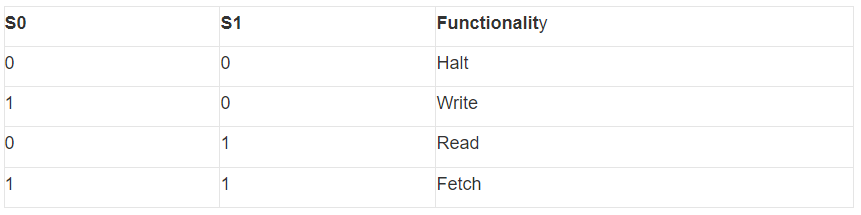 S0 S1 Functionality
0 0 Halt
1 0 Write
0 1 Read
1 1 Fetch